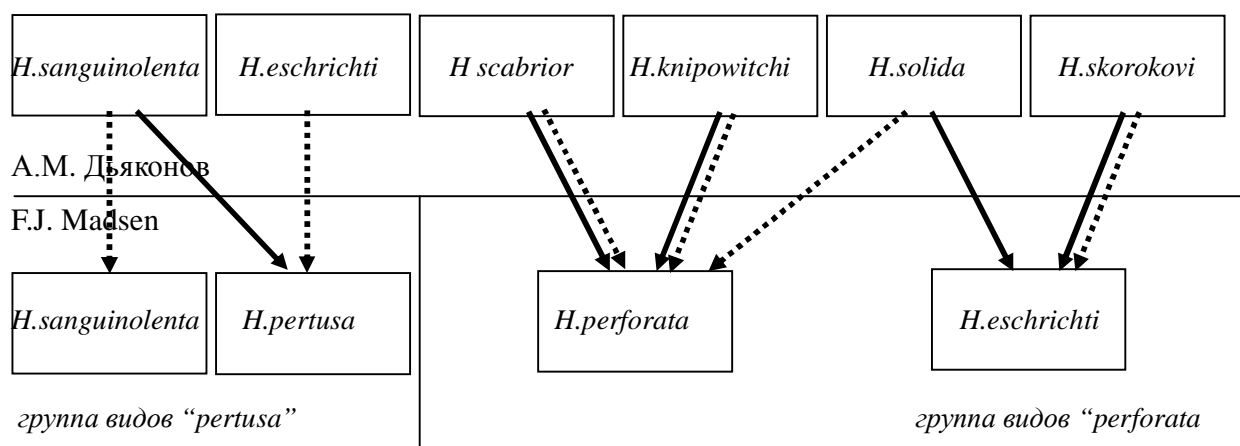 H.sanguinolenta H.eschrichti H scabrior H.knipowitchi H.solida H.skorokovi
А.М. Дьяконов
F.J. Madsen
H.sanguinolenta H.pertusa H.perforata H.eschrichti
группа видов “pertusa” группа видов “perforata